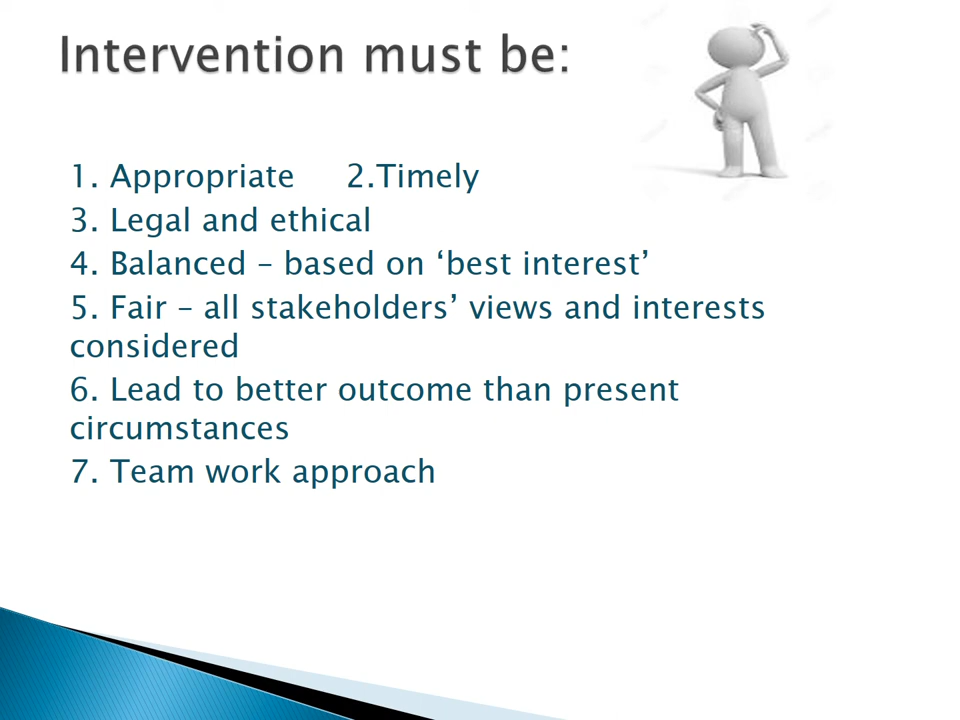 Intervention must be:
1. Appropriate 2.Timely
3. Legal and ethical
4. Balanced – based on ‘best interest’
5. Fair – all stakeholders’ views and interests
considered
6. Lead to better outcome than present
circumstances
7. Team work approach